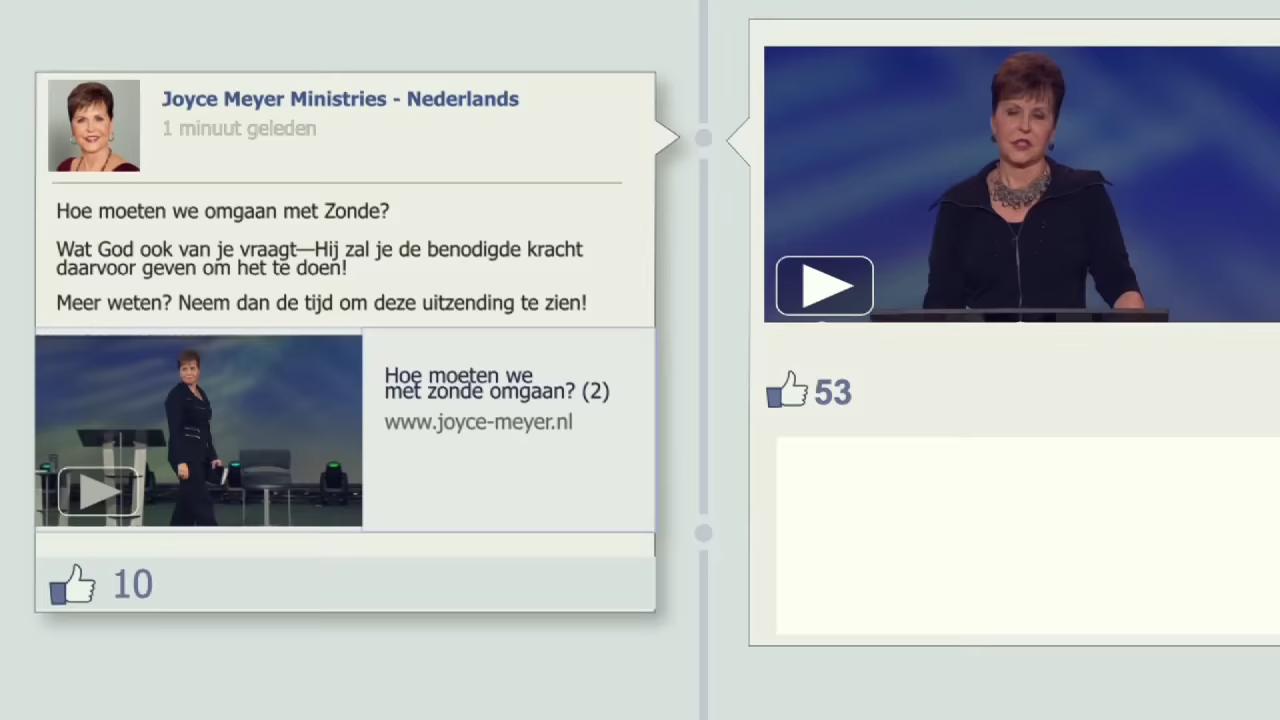 Joyce Meyer Ministries - Nederlands
1 minuut geleden
Hoe moeten we omgaan met Zonde?
Wat God ook van je vraagt—Hij zal je de benodigde kracht
daarvoor geven om het te doen!
Meer weten? Neem dan de tijd om deze uitzending te zien!
Hoe moeten we
met zonde omgaan? (2)
www.joyce-meyer.nl
10
53